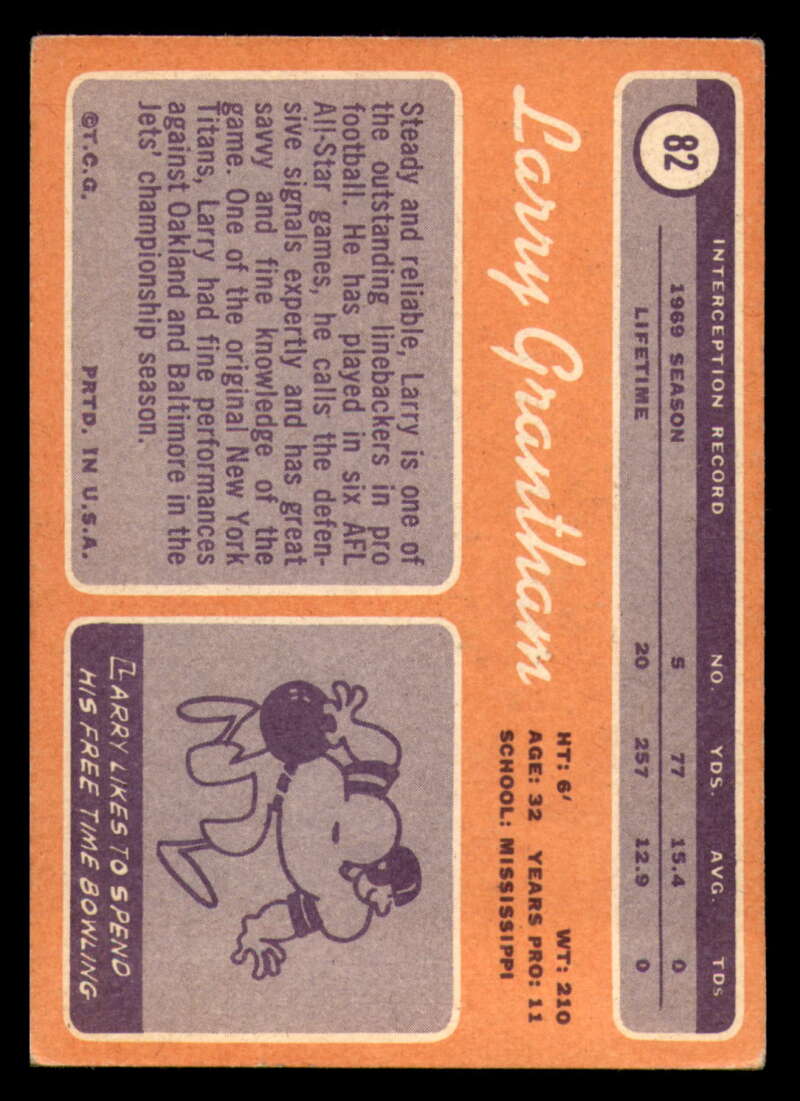 82
INTERCEPTION RECORD NO. YDS. AVG. TDs
1969 SEASON 5 77 15.4 0
LIFETIME 20 257 12.9 0
Larry Grantham
HT: 6' WT: 210
AGE: 32 YEARS PRO: 11
SCHOOL: MISSISSIPPI
Steady and reliable, Larry is one of
the outstanding linebackers in pro
football. He has played in six AFL
All-Star games, he calls the defen-
sive signals expertly and has great
savvy and fine knowledge of the
game. One of the original New York
Titans, Larry had fine performances
against Oakland and Baltimore in the
Jets' championship season.
©T.C.G. PRTD. IN U.S.A.
LARRY LIKES TO SPEND
HIS FREE TIME BOWLING